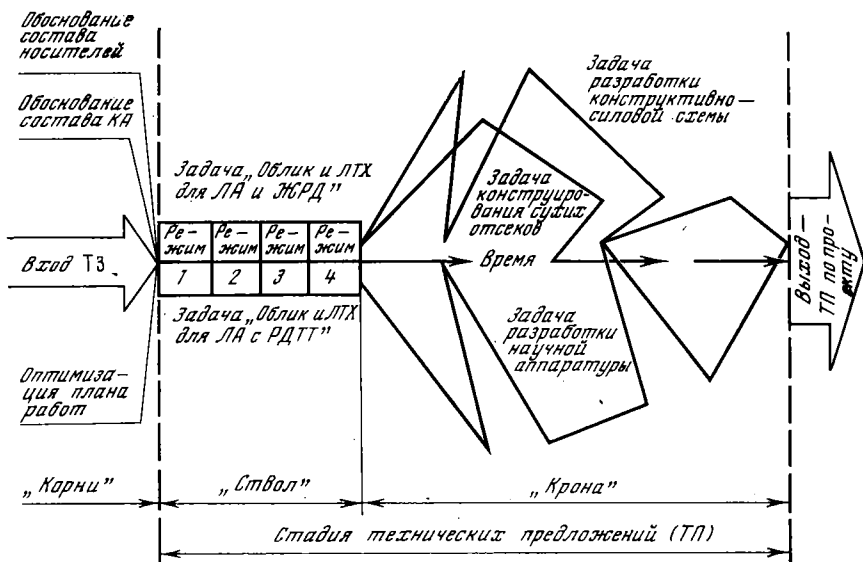 Обоснование
состава
носителей
Обоснование
состава КА
Вход ТЗ
Оптимиза-
ция плана
работ
Задача „Облик и ЛТХ
для ЛА и ЖРД"
Ре- Ре- Ре- Ре-
жим жим жим жим
1 2 3 4
Задача „Облик и ЛТХ
для ЛА с РДТТ"
Задача
разработки
конструктивно-
силовой схемы
Задача
конструиро-
вания сухих
отсеков
Время
Задача
разработки
научной
аппаратуры
Выход-
ТП по про-
екту
„Корни" „Ствол" „Крона"
Стадия технических предложений (ТП)